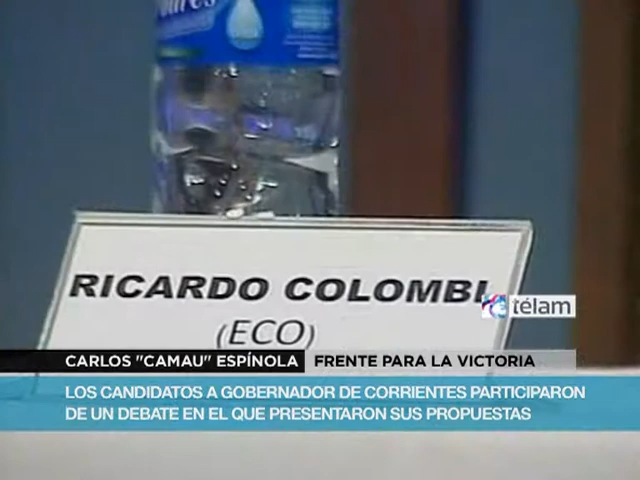 RICARDO COLOMBI
(ECO)
télam
CARLOS "CAMAU" ESPÍNOLA FRENTE PARA LA VICTORIA
LOS CANDIDATOS A GOBERNADOR DE CORRIENTES PARTICIPARON
DE UN DEBATE EN EL QUE PRESENTARON SUS PROPUESTAS